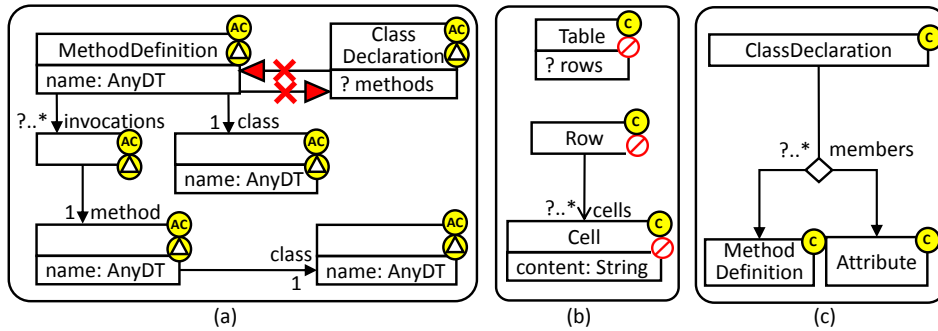 AC
MethodDefinition
name: AnyDT
AC
Class
Declaration
? methods
?..* invocations
1 class
AC
AC
name: AnyDT
1 method
AC
name: AnyDT
class
1
AC
name: AnyDT
(a)
C
Table
? rows
C
Row
?..* cells
C
Cell
content: String
(b)
C
ClassDeclaration
?..* members
C
Method
Definition
C
Attribute
(c)